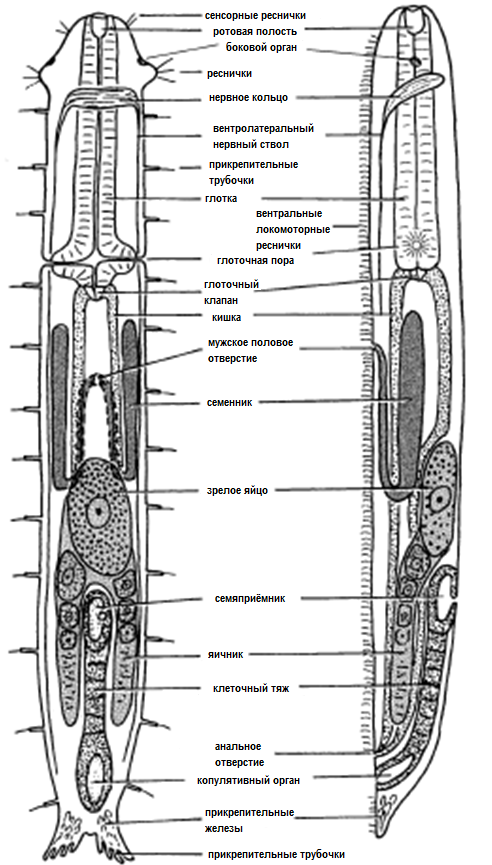 сенсорные реснички
ротовая полость
боковой орган
реснички
нервное кольцо
вентролатеральный
нервный ствол
прикрепительные
трубочки
глотка
вентральные
локомоторные
реснички
глоточная пора
глоточный
клапан
кишка
мужское половое
отверстие
семенник
зрелое яйцо
семяприёмник
яичник
клеточный тяж
анальное
отверстие
копулятивный орган
прикрепительные
железы
прикрепительные трубочки